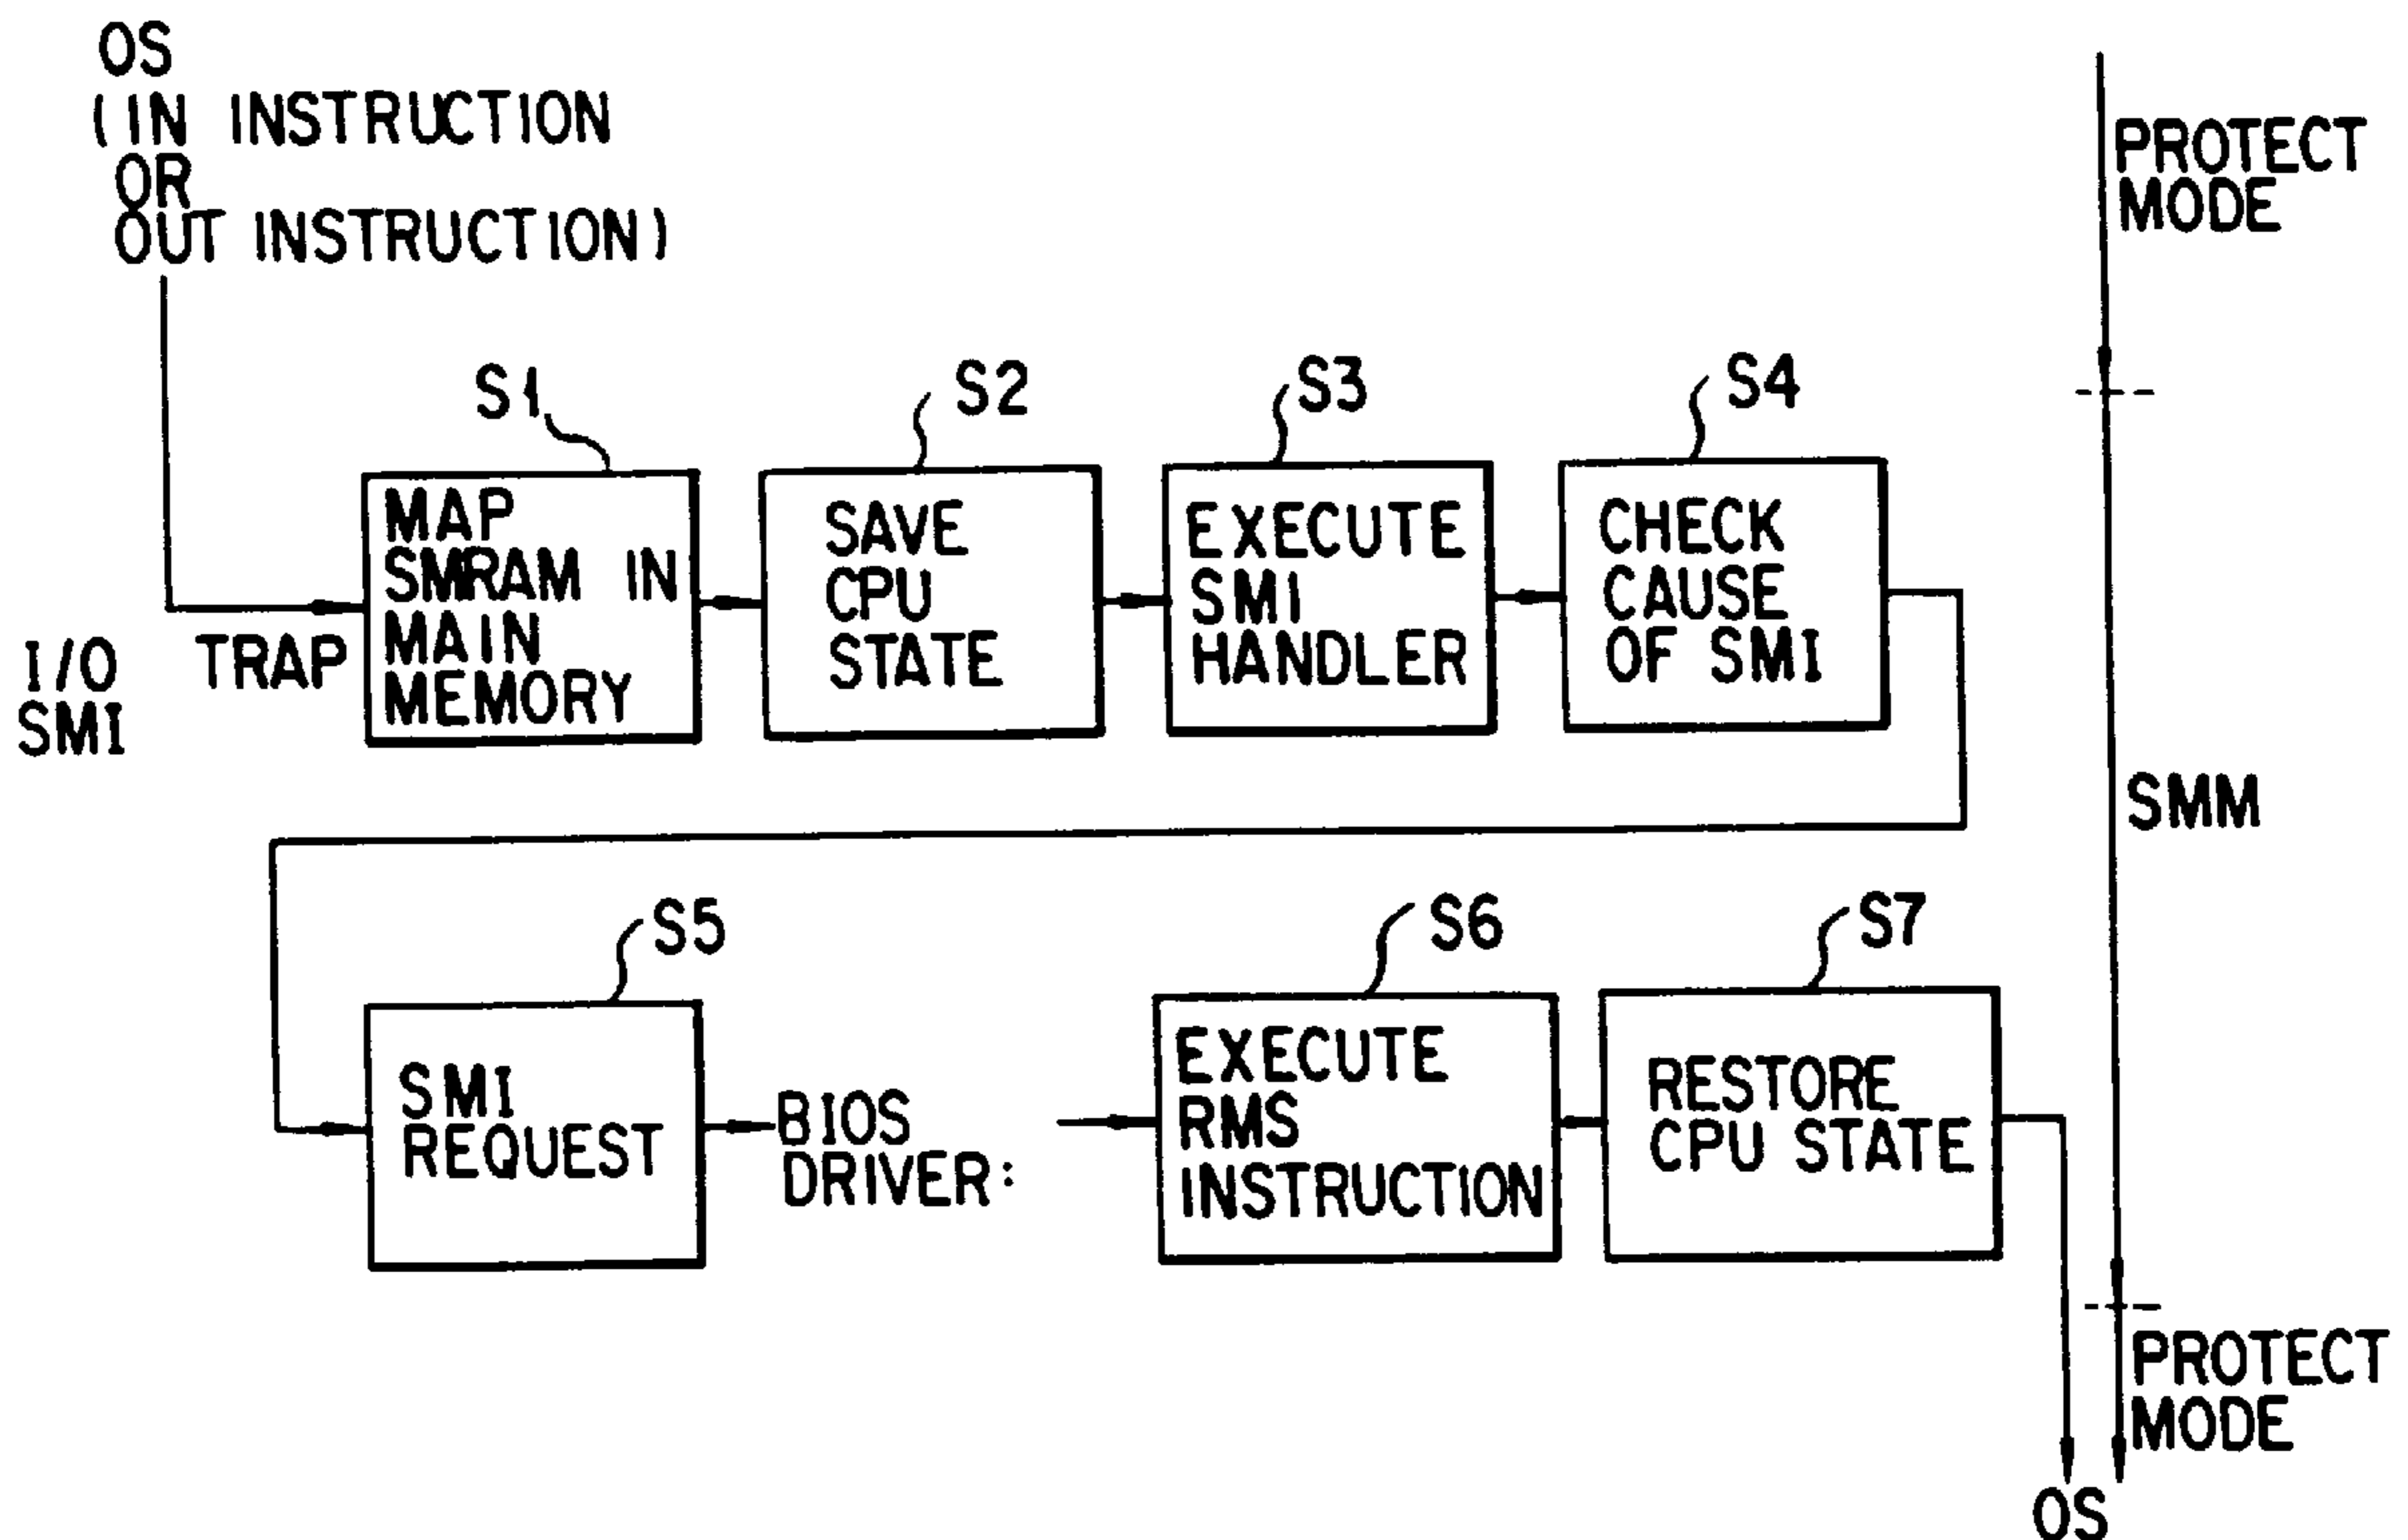 OS
(IN INSTRUCTION
OR
OUT INSTRUCTION)
PROTECT
MODE
S1
S2
S3
S4
MAP
SMRAM IN
MAIN
MEMORY
SAVE
CPU
STATE
EXECUTE
SMI
HANDLER
CHECK
CAUSE
OF SMI
I/O TRAP
SMI
SMM
S5
S6
S7
SMI
REQUEST
BIOS
DRIVER:
EXECUTE
RMS
INSTRUCTION
RESTORE
CPU STATE
PROTECT
MODE
OS